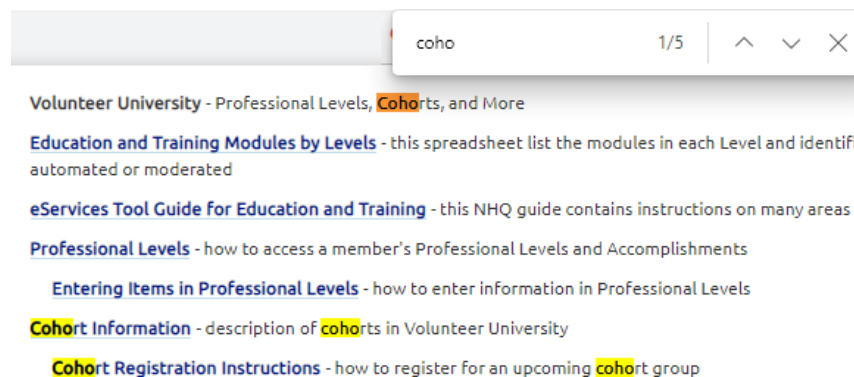 coho 1/5
Volunteer University - Professional Levels, Cohorts, and More
Education and Training Modules by Levels - this spreadsheet list the modules in each Level and identif
automated or moderated
eServices Tool Guide for Education and Training - this NHQ guide contains instructions on many areas
Professional Levels - how to access a member's Professional Levels and Accomplishments
Entering Items in Professional Levels - how to enter information in Professional Levels
Cohort Information - description of cohorts in Volunteer University
Cohort Registration Instructions - how to register for an upcoming cohort group